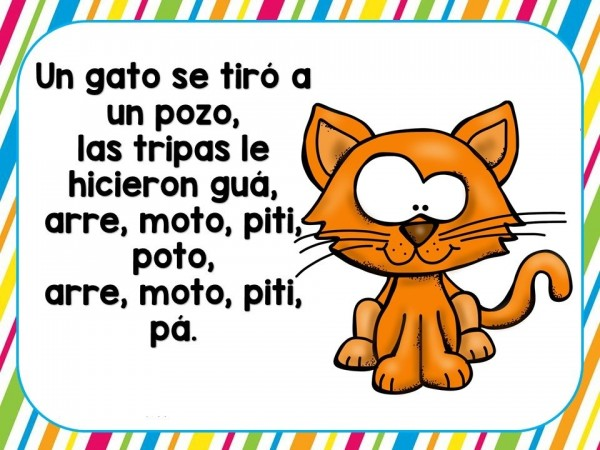 Un gato se tiró a
un pozo,
las tripas le
hicieron guá,
arre, moto, piti,
poto,
arre, moto, piti,
pá.